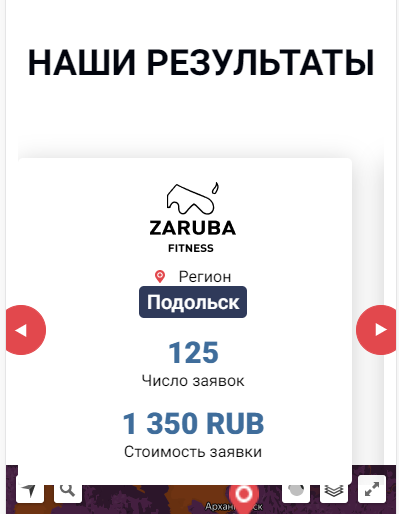 НАШИ РЕЗУЛЬТАТЫ
ZARUBA
FITNESS
Регион
Подольск
125
Число заявок
1 350 RUB
Стоимость заявки